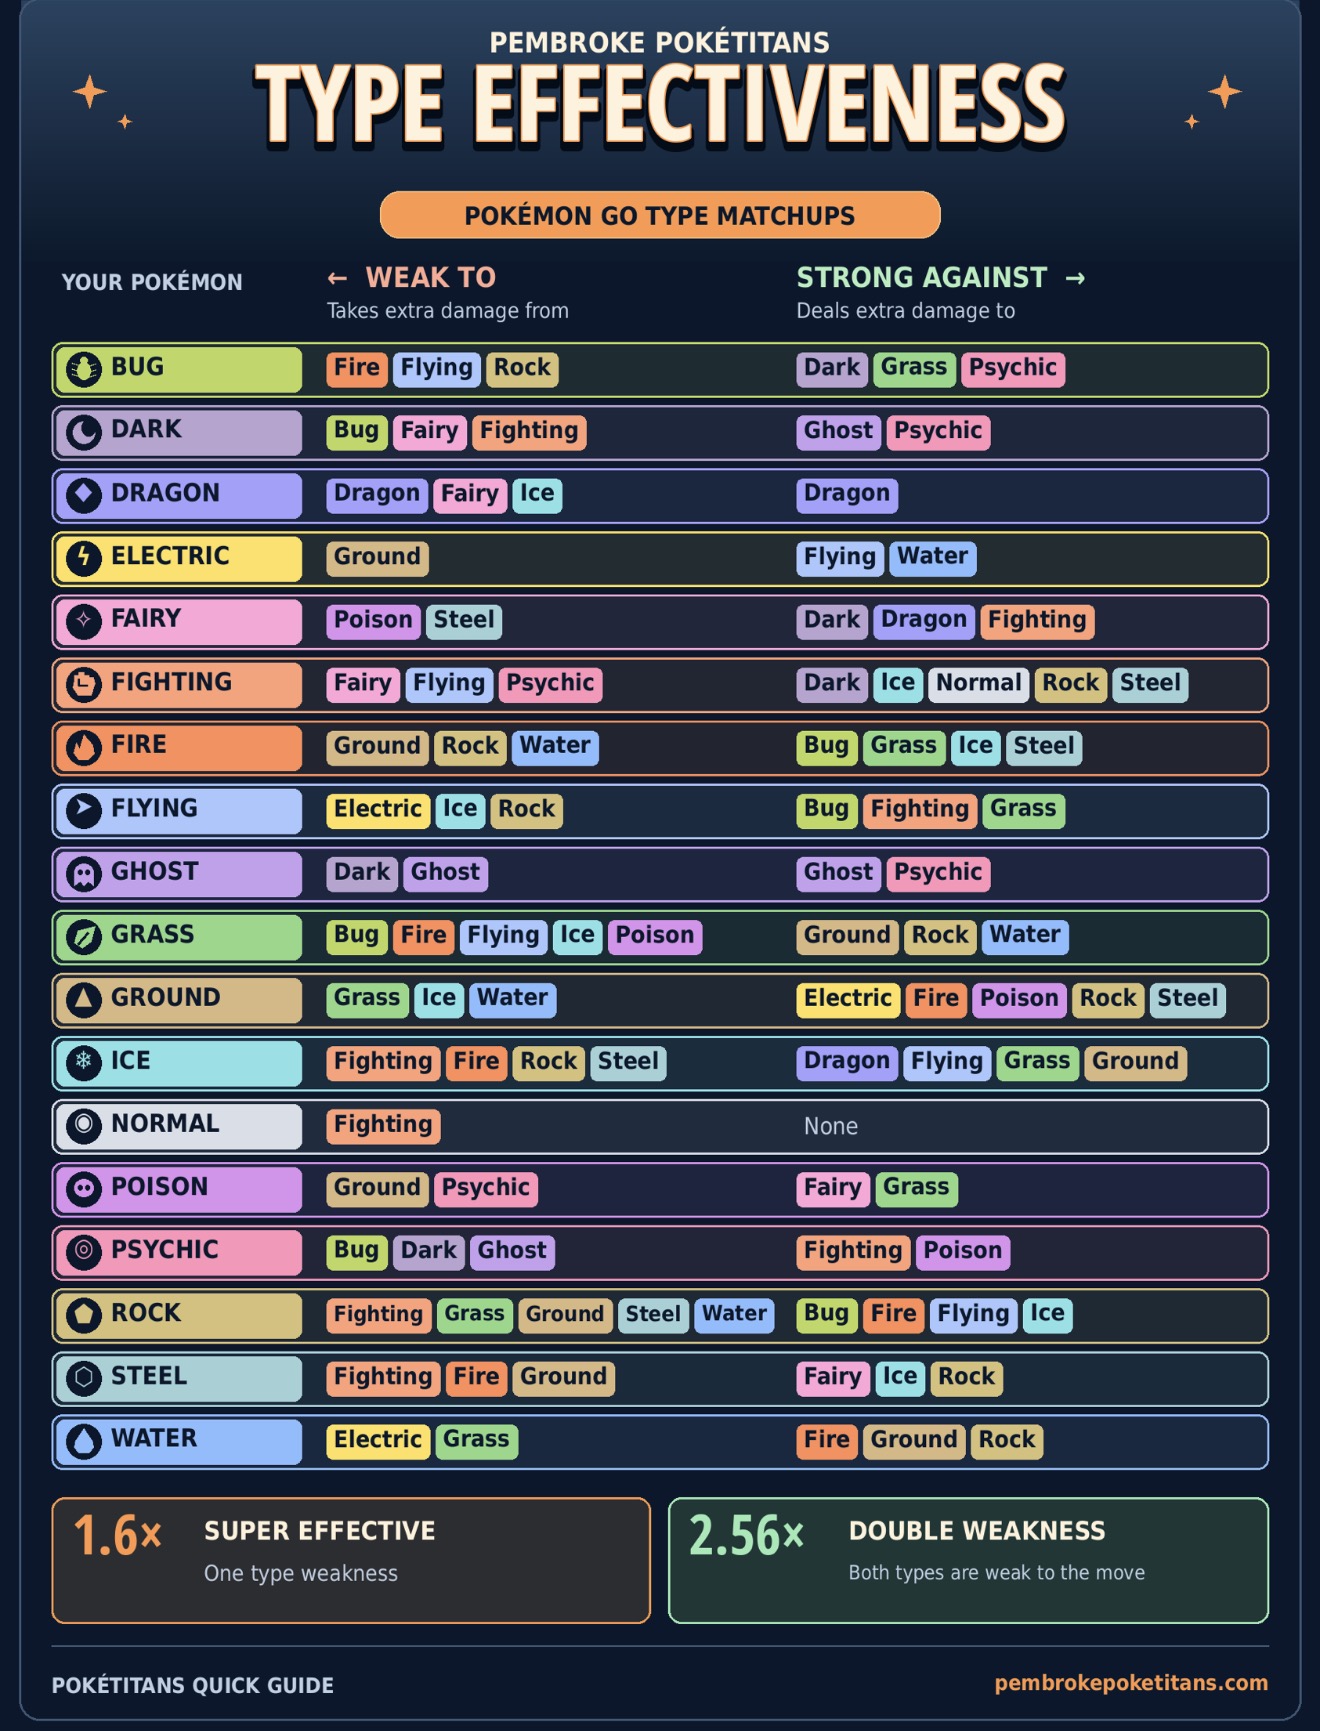 PEMBROKE POKÉTITANS
TYPE EFFECTIVENESS
POKÉMON GO TYPE MATCHUPS
YOUR POKÉMON ← WEAK TO STRONG AGAINST →
Takes extra damage from Deals extra damage to
BUG Fire Flying Rock Dark Grass Psychic
DARK Bug Fairy Fighting Ghost Psychic
DRAGON Dragon Fairy Ice Dragon
ELECTRIC Ground Flying Water
FAIRY Poison Steel Dark Dragon Fighting
FIGHTING Fairy Flying Psychic Dark Ice Normal Rock Steel
FIRE Ground Rock Water Bug Grass Ice Steel
FLYING Electric Ice Rock Bug Fighting Grass
GHOST Dark Ghost Ghost Psychic
GRASS Bug Fire Flying Ice Poison Ground Rock Water
GROUND Grass Ice Water Electric Fire Poison Rock Steel
ICE Fighting Fire Rock Steel Dragon Flying Grass Ground
NORMAL Fighting None
POISON Ground Psychic Fairy Grass
PSYCHIC Bug Dark Ghost Fighting Poison
ROCK Fighting Grass Ground Steel Water Bug Fire Flying Ice
STEEL Fighting Fire Ground Fairy Ice Rock
WATER Electric Grass Fire Ground Rock
1.6× SUPER EFFECTIVE
One type weakness
2.56× DOUBLE WEAKNESS
Both types are weak to the move
POKÉTITANS QUICK GUIDE
pembrokepoketitans.com